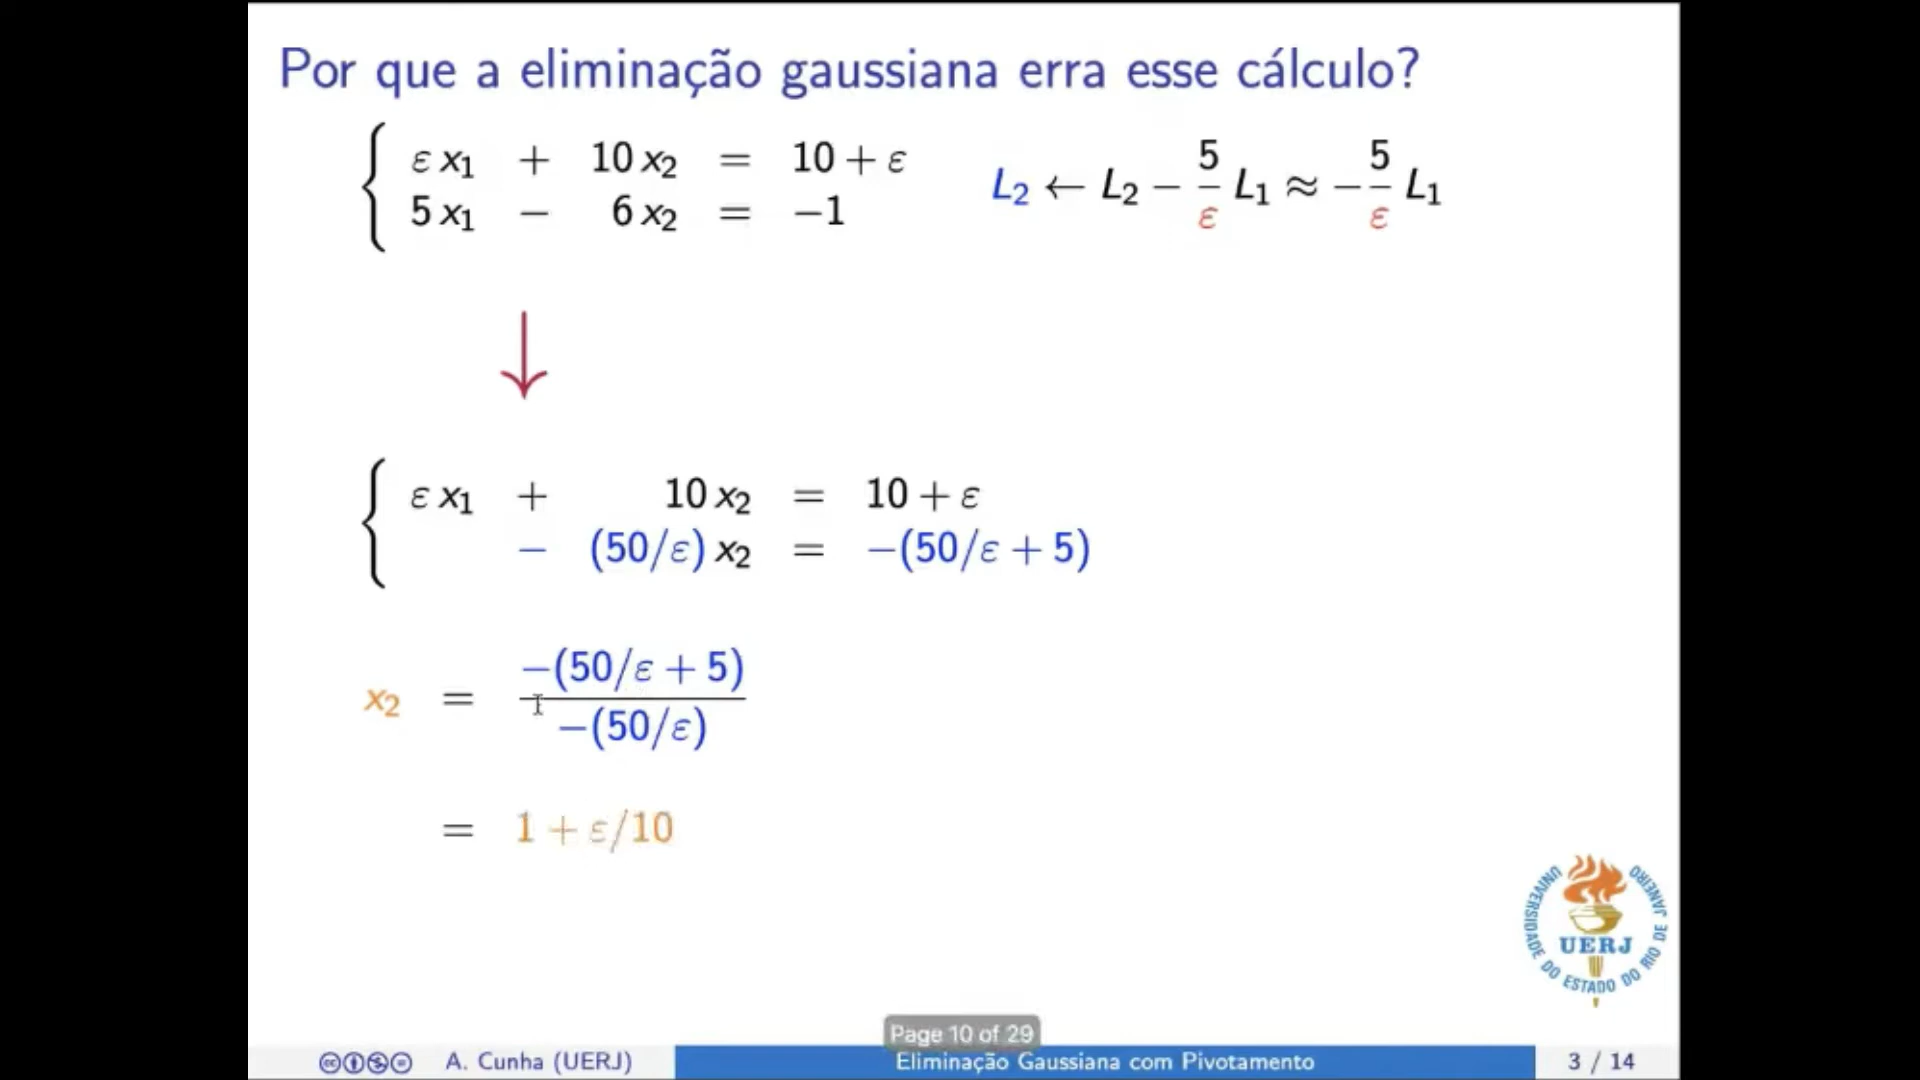 Por que a eliminação gaussiana erra esse cálculo?
ε x₁ + 10 x₂ = 10 + ε
5 x₁ − 6 x₂ = −1
L₂ ← L₂ − 5/ε L₁ ≈ − 5/ε L₁
ε x₁ + 10 x₂ = 10 + ε
− (50/ε) x₂ = −(50/ε + 5)
x₂ = −(50/ε + 5) / −(50/ε)
= 1 + ε/10
UNIVERSIDADE DO ESTADO DO RIO DE JANEIRO
UERJ
Page 10 of 29
A. Cunha (UERJ) Eliminação Gaussiana com Pivotamento 3 / 14